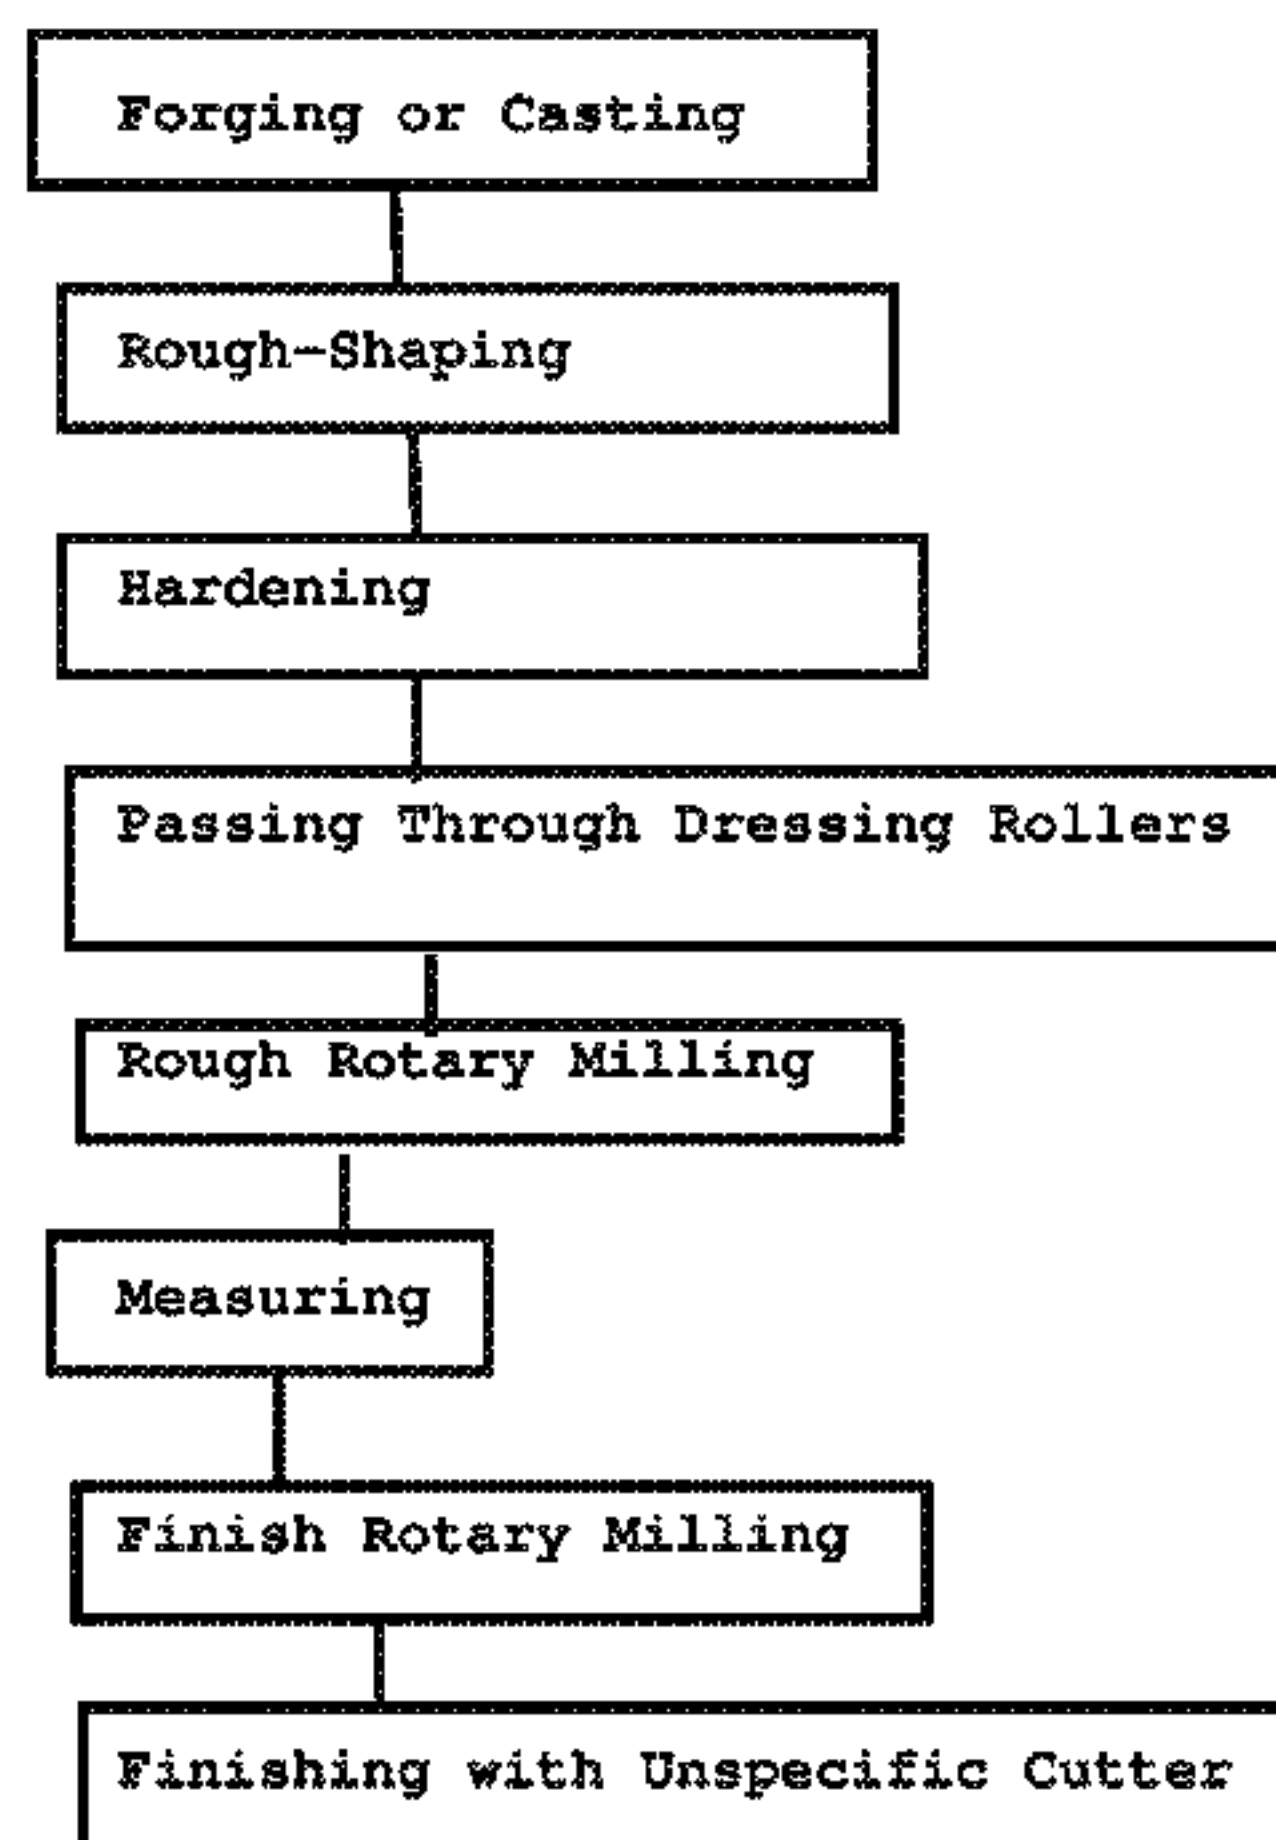 Forging or Casting
Rough-Shaping
Hardening
Passing Through Dressing Rollers
Rough Rotary Milling
Measuring
Finish Rotary Milling
Finishing with Unspecific Cutter